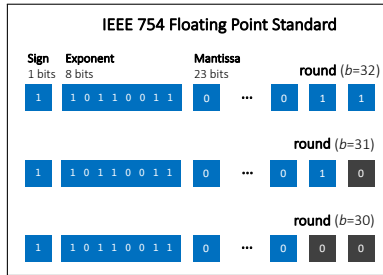 IEEE 754 Floating Point Standard
Sign Exponent Mantissa
1 bits 8 bits 23 bits round (b=32)
1 1 0 1 1 0 0 1 1 0 ... 0 1 1
round (b=31)
1 1 0 1 1 0 0 1 1 0 ... 0 1 0
round (b=30)
1 1 0 1 1 0 0 1 1 0 ... 0 0 0